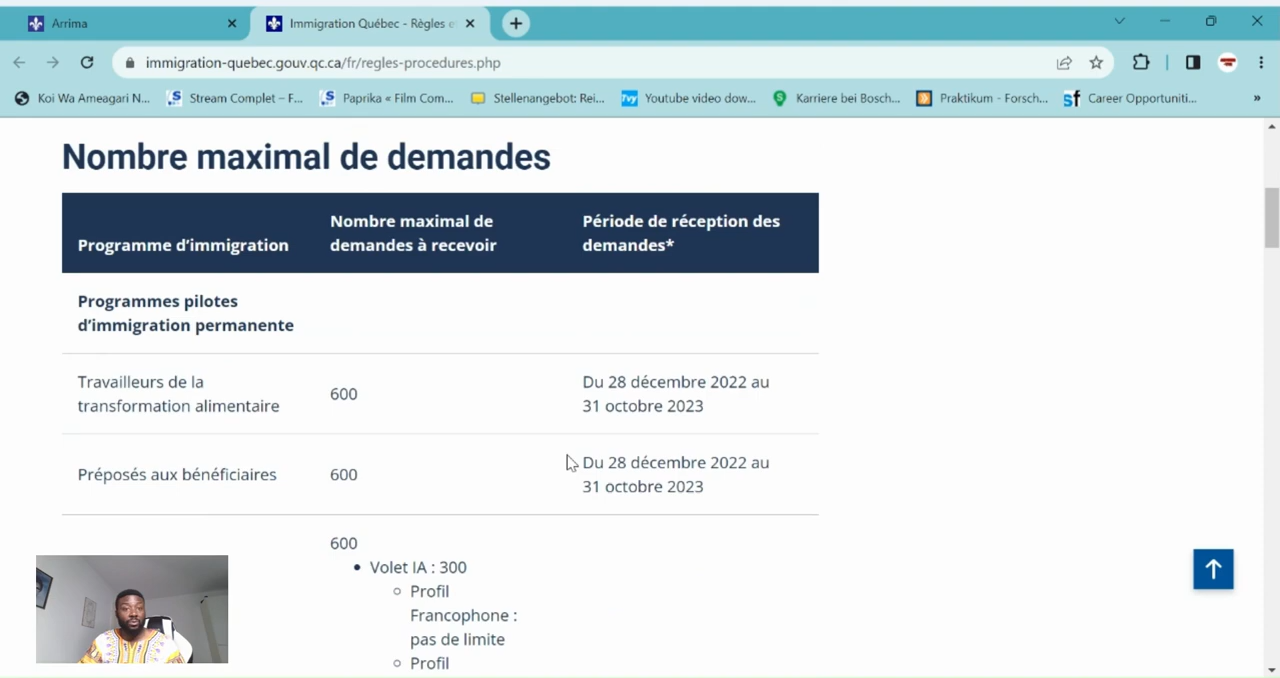 Arrima
Immigration Québec - Règles e
immigration-quebec.gouv.qc.ca/fr/regles-procedures.php
Koi Wa Ameagari N...
Stream Complet – F...
Paprika « Film Com...
Stellenangebot: Rei...
Youtube video dow...
Karriere bei Bosch...
Praktikum - Forsch...
Career Opportuniti...
»
Nombre maximal de demandes
Programme d’immigration
Nombre maximal de
demandes à recevoir
Période de réception des
demandes*
Programmes pilotes
d’immigration permanente
Travailleurs de la
transformation alimentaire
600
Du 28 décembre 2022 au
31 octobre 2023
Préposés aux bénéficiaires
600
Du 28 décembre 2022 au
31 octobre 2023
600
• Volet IA : 300
○ Profil
Francophone :
pas de limite
○ Profil